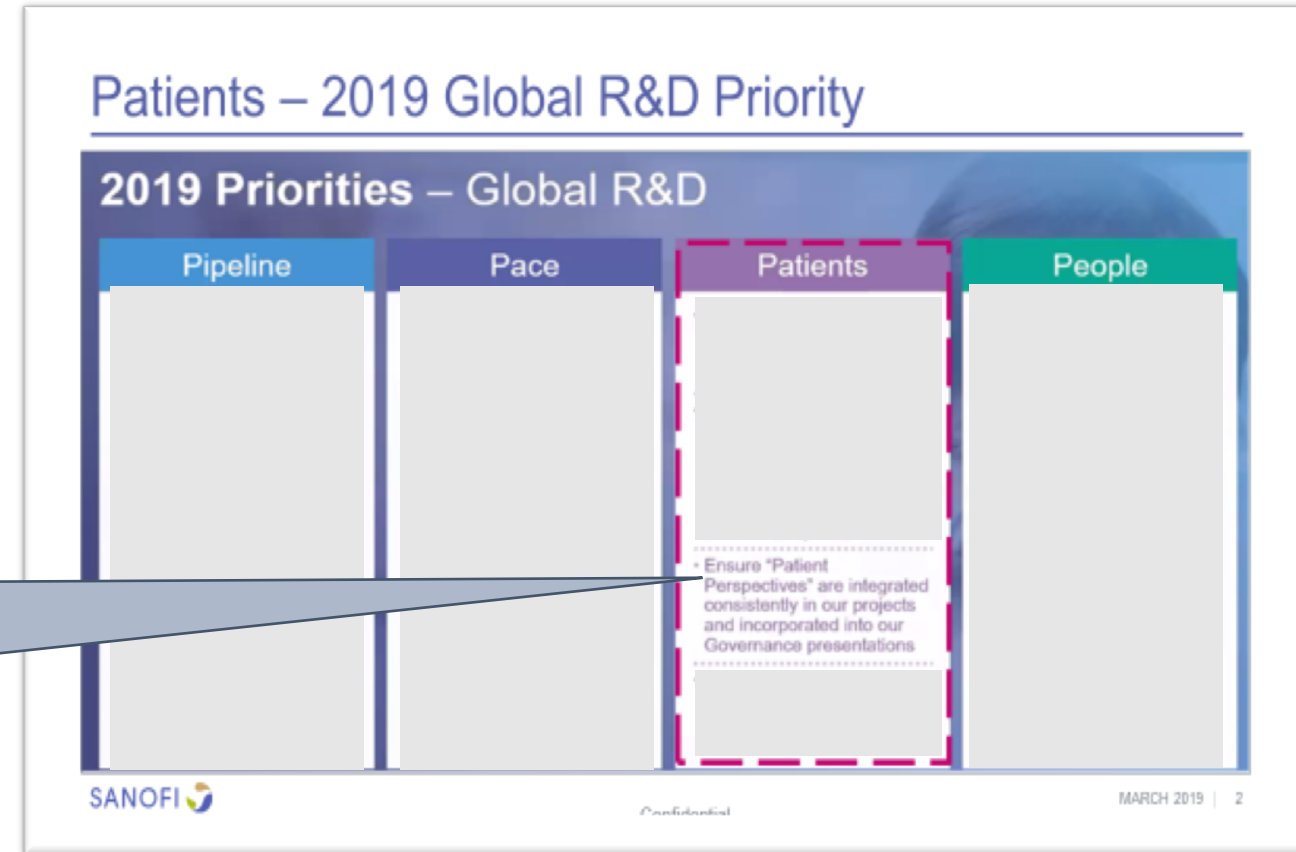 Patients – 2019 Global R&D Priority
2019 Priorities – Global R&D
Pipeline
Pace
Patients
People
• Ensure “Patient
Perspectives” are integrated
consistently in our projects
and incorporated into our
Governance presentations
SANOFI
Confidential
MARCH 2019 | 2